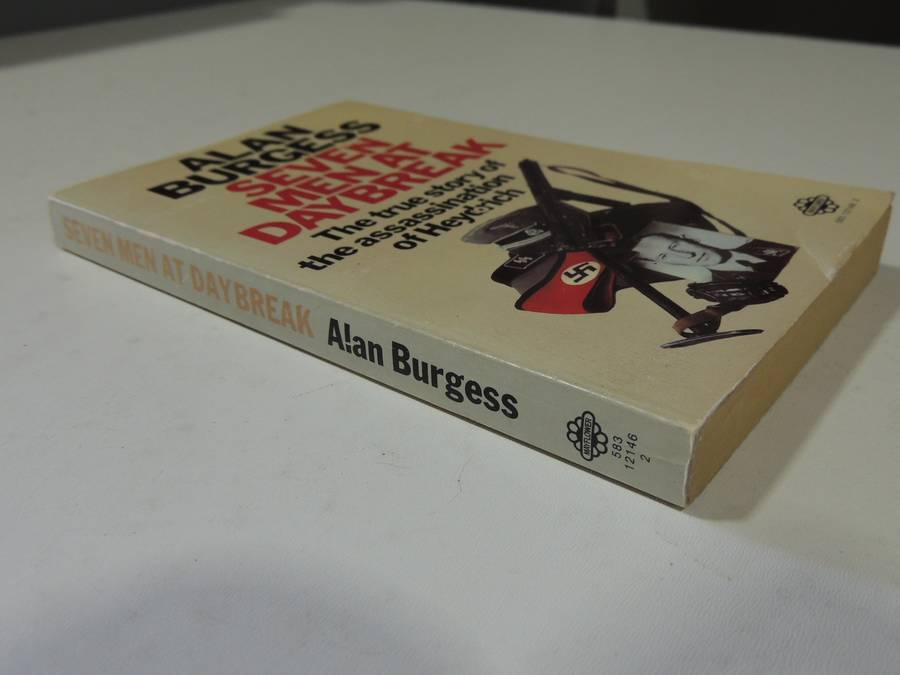 ALAN
BURGESS
SEVEN
MEN AT
DAYBREAK
The true story of
the assassination
of Heydrich
SEVEN MEN AT DAYBREAK Alan Burgess
MAYFLOWER
583
12146
2